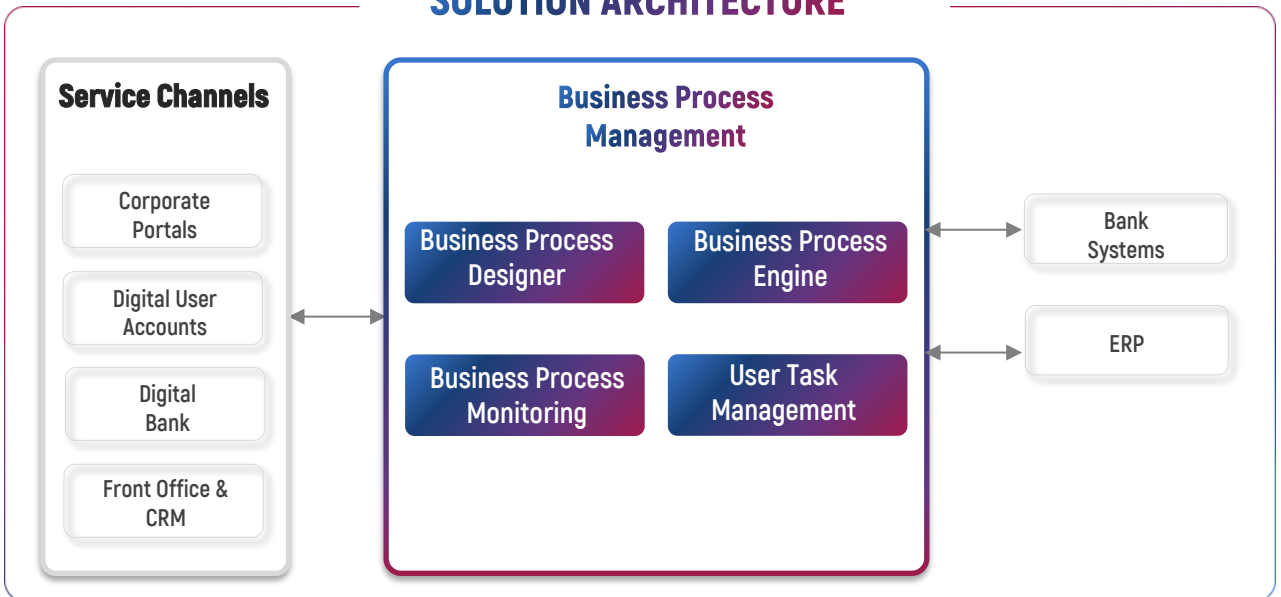 SOLUTION ARCHITECTURE
Service Channels
Corporate
Portals
Digital User
Accounts
Digital
Bank
Front Office &
CRM
Business Process
Management
Business Process
Designer
Business Process
Engine
Business Process
Monitoring
User Task
Management
Bank
Systems
ERP